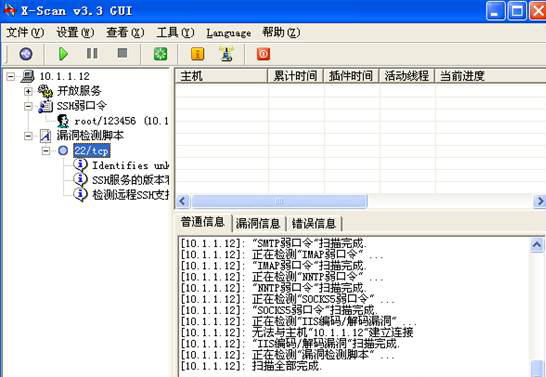 X-Scan v3.3 GUI
文件(V) 设置(W) 查看(X) 工具(Y) Language 帮助(Z)
10.1.1.12
开放服务
SSH弱口令
root/123456 (10.1
漏洞检测脚本
22/tcp
Identifies unk
SSH服务的版本
检测远程SSH支
主机 累计时间 插件时间 活动线程 当前进度
普通信息 漏洞信息 错误信息
[10.1.1.12]: "SMTP弱口令"扫描完成.
[10.1.1.12]: 正在检测"IMAP弱口令" ...
[10.1.1.12]: "IMAP弱口令"扫描完成.
[10.1.1.12]: 正在检测"NNTP弱口令" ...
[10.1.1.12]: "NNTP弱口令"扫描完成.
[10.1.1.12]: 正在检测"SOCKS5弱口令" ...
[10.1.1.12]: "SOCKS5弱口令"扫描完成.
[10.1.1.12]: 正在检测"IIS编码/解码漏洞" ...
[10.1.1.12]: 无法与主机"10.1.1.12"建立连接
[10.1.1.12]: "IIS编码/解码漏洞"扫描完成.
[10.1.1.12]: 正在检测"漏洞检测脚本" ...
[10.1.1.12]: 扫描全部完成.